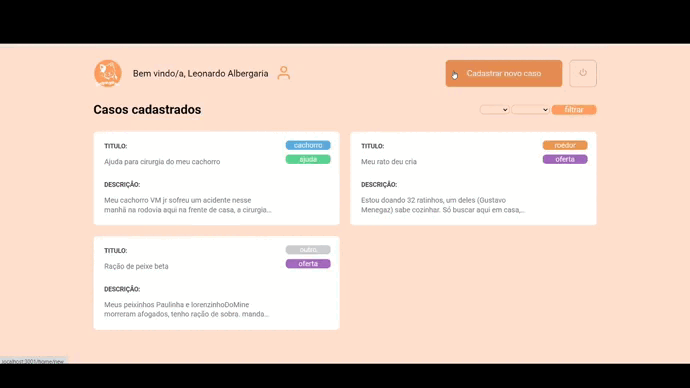 Bem vindo/a, Leonardo Albergaria
Cadastrar novo caso
Casos cadastrados
filtrar
TITULO:
cachorro
Ajuda para cirurgia do meu cachorro
ajuda
DESCRIÇÃO:
Meu cachorro VM jr sofreu um acidente nesse
manhã na rodovia aqui na frente de casa, a cirurgia...
TITULO:
roedor
Meu rato deu cria
oferta
DESCRIÇÃO:
Estou doando 32 ratinhos, um deles (Gustavo
Menegaz) sabe cozinhar. Só buscar aqui em casa,...
TITULO:
outro
Ração de peixe beta
oferta
DESCRIÇÃO:
Meus peixinhos Paulinha e lorenzinhoDoMine
morreram afogados, tenho ração de sobra. manda...
localhost:3001/home/new